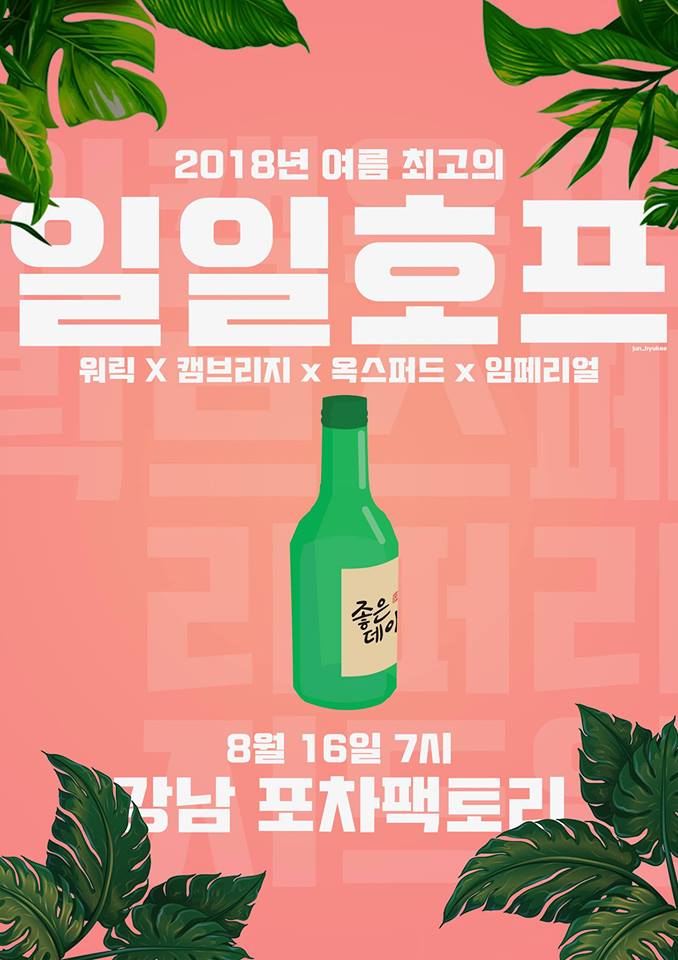 2018년 여름 최고의
일일호프
jun_hyukee
워릭 X 캠브리지 x 옥스퍼드 x 임페리얼
좋은
데이
8월 16일 7시
강남 포차팩토리